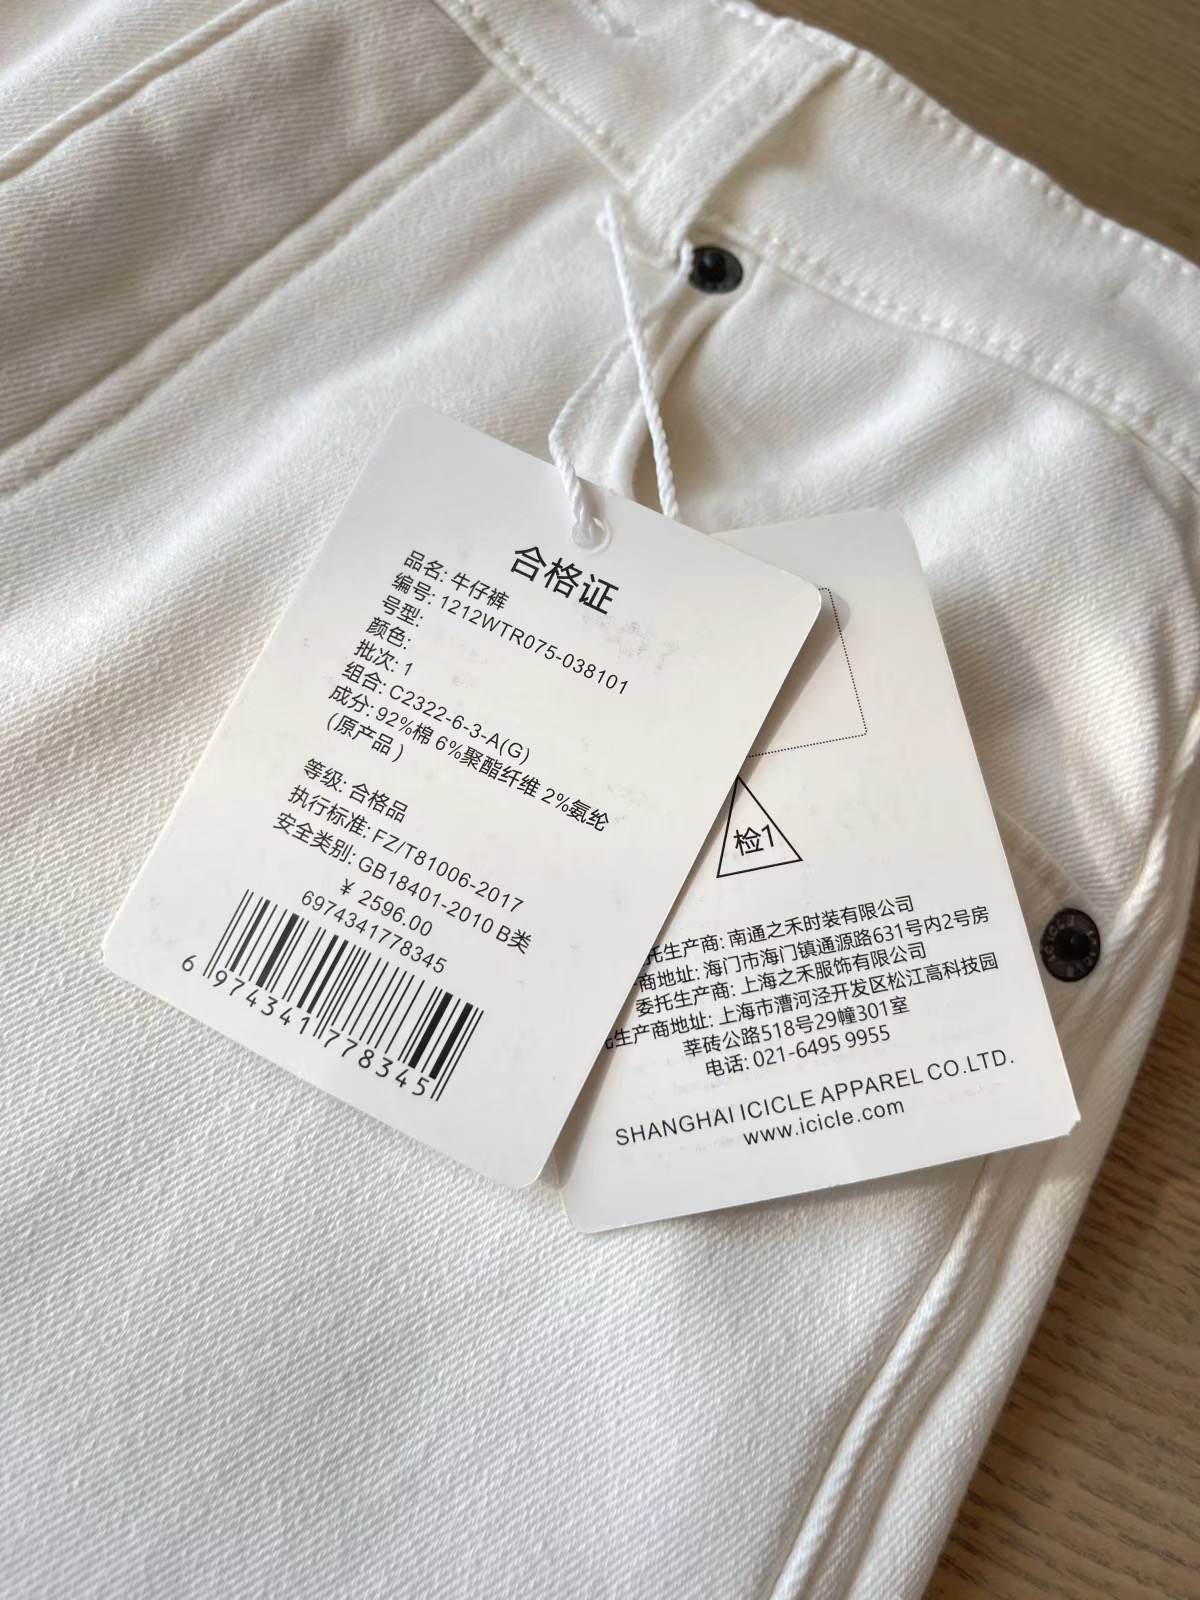 合格证
品名: 牛仔裤
编号: 1212WTR075-038101
号型:
颜色:
批次: 1
组合: C2322-6-3-A(G)
成分: 92%棉 6%聚酯纤维 2%氨纶
(原产品)
等级: 合格品
执行标准: FZ/T81006-2017
安全类别: GB18401-2010 B类
¥ 2596.00
6974341778345
6 974341 778345
检1
托生产商: 南通之禾时装有限公司
商地址: 海门市海门镇通源路631号内2号房
委托生产商: 上海之禾服饰有限公司
生产商地址: 上海市漕河泾开发区松江高科技园
莘砖公路518号29幢301室
电话: 021-6495 9955
SHANGHAI ICICLE APPAREL CO.LTD.
www.icicle.com
ICICLE